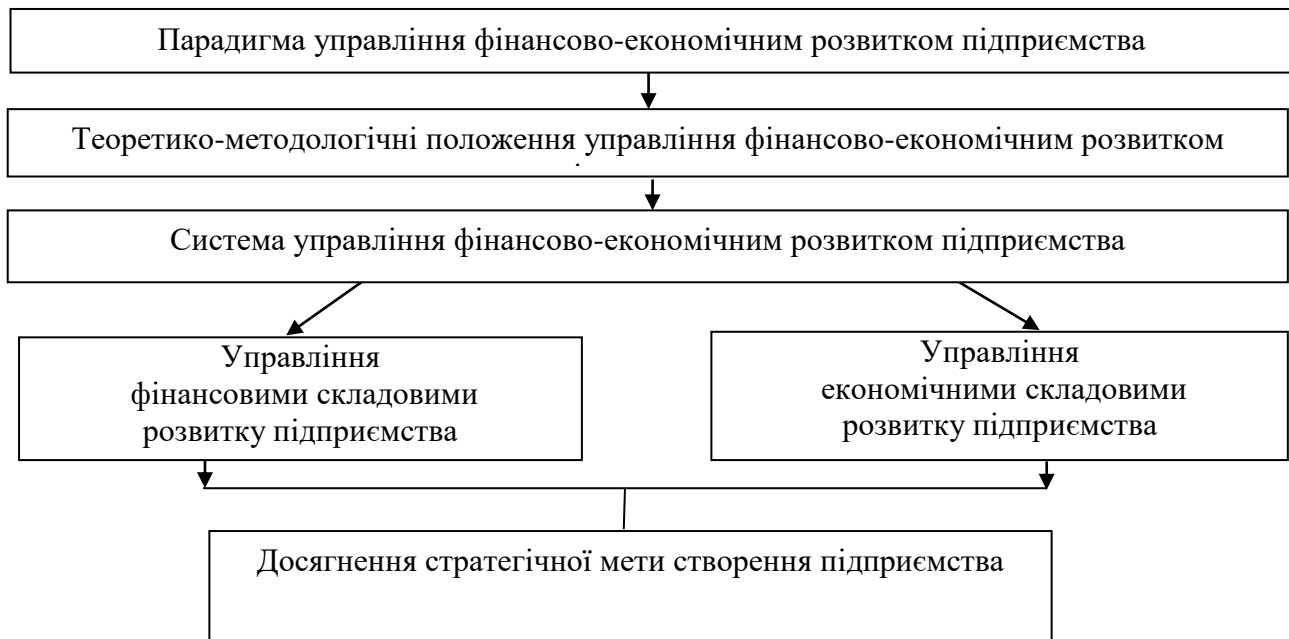 Парадигма управління фінансово-економічним розвитком підприємства
Теоретико-методологічні положення управління фінансово-економічним розвитком
Система управління фінансово-економічним розвитком підприємства
Управління
фінансовими складовими
розвитку підприємства
Управління
економічними складовими
розвитку підприємства
Досягнення стратегічної мети створення підприємства